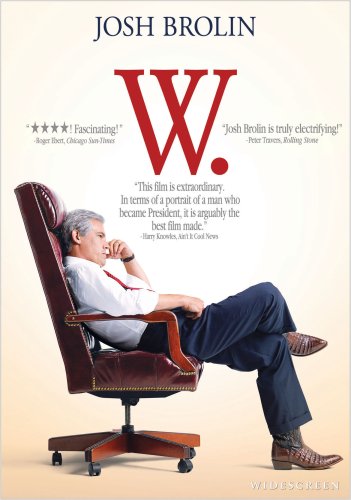 JOSH BROLIN
W.
"★★★★! Fascinating!"
-Roger Ebert, Chicago Sun-Times
"Josh Brolin is truly electrifying!"
-Peter Travers, Rolling Stone
"This film is extraordinary.
In terms of a portrait of a man who
became President, it is arguably the
best film made."
-Harry Knowles, Ain't It Cool News
WIDESCREEN